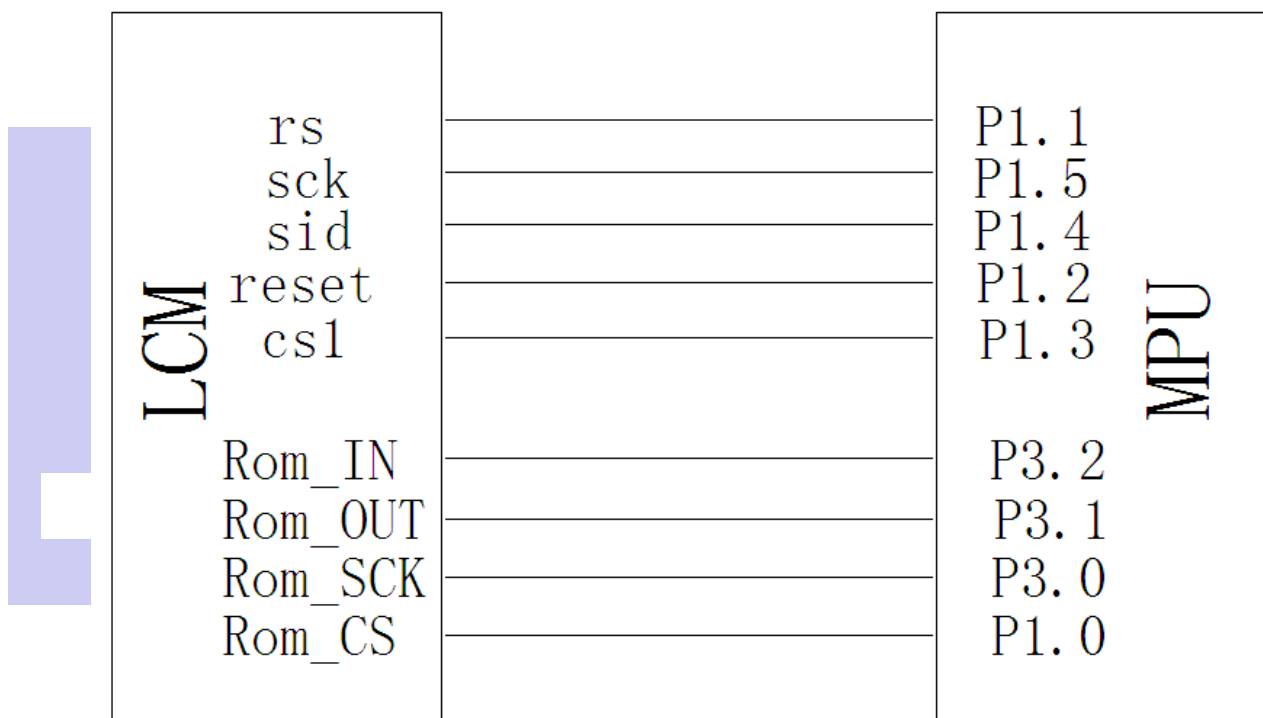 rs P1.1
sck P1.5
sid P1.4
reset P1.2
cs1 P1.3
LCM
MPU
Rom_IN P3.2
Rom_OUT P3.1
Rom_SCK P3.0
Rom_CS P1.0